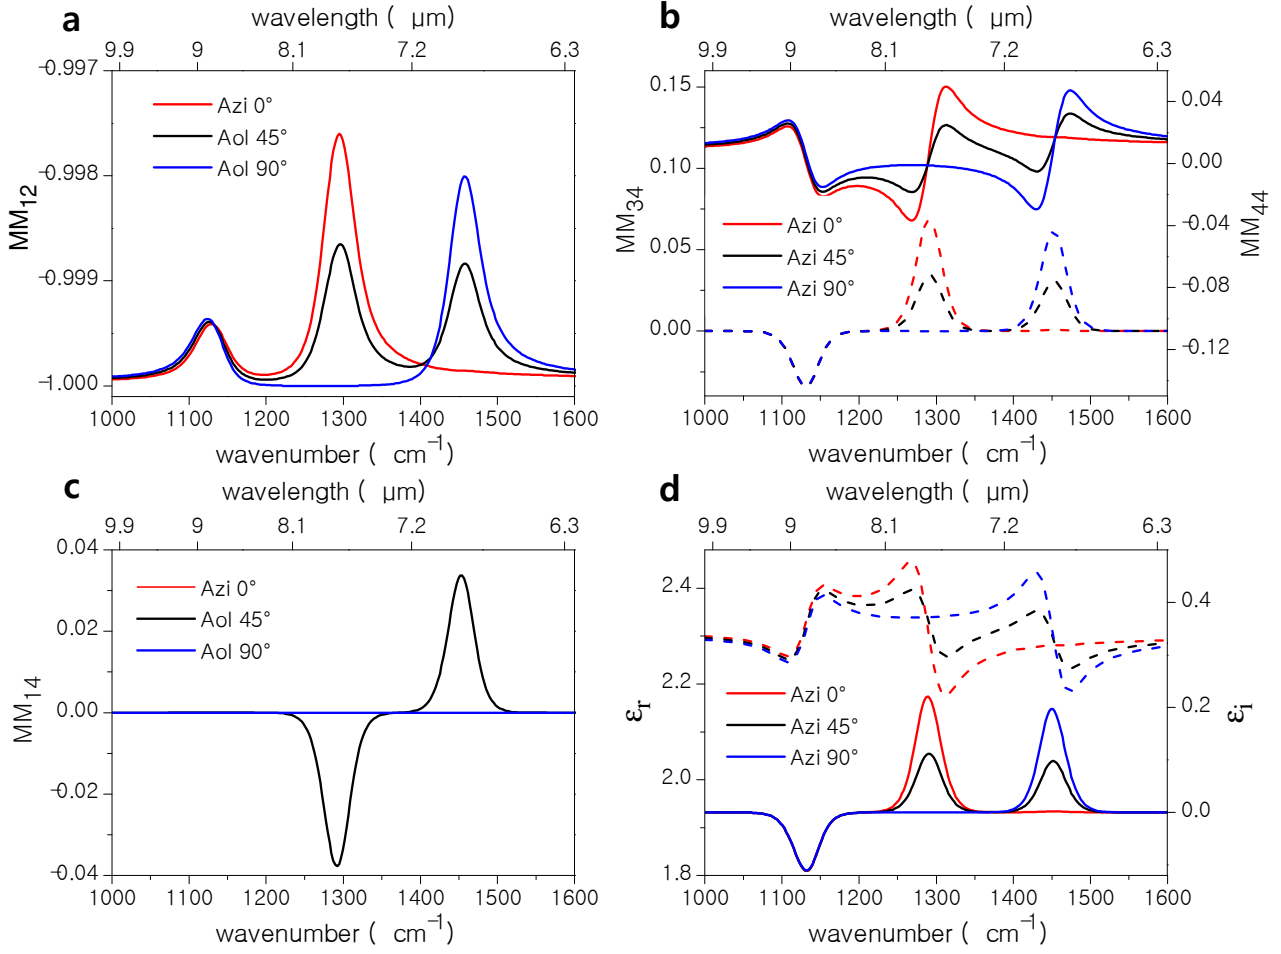 a
wavelength ( μm)
9.9 9 8.1 7.2 6.3
-0.997
-0.998
-0.999
-1.000
MM12
Azi 0°
Aol 45°
Aol 90°
1000 1100 1200 1300 1400 1500 1600
wavenumber ( cm−1)
b
wavelength ( μm)
9.9 9 8.1 7.2 6.3
0.15
0.10
0.05
0.00
MM34
0.04
0.00
-0.04
-0.08
-0.12
MM44
Azi 0°
Azi 45°
Azi 90°
1000 1100 1200 1300 1400 1500 1600
wavenumber ( cm−1)
c
wavelength ( μm)
9.9 9 8.1 7.2 6.3
0.04
0.02
0.00
-0.02
-0.04
MM14
Azi 0°
Aol 45°
Aol 90°
1000 1100 1200 1300 1400 1500 1600
wavenumber ( cm−1)
d
wavelength ( μm)
9.9 9 8.1 7.2 6.3
2.4
2.2
2.0
1.8
εr
0.4
0.2
0.0
εi
Azi 0°
Azi 45°
Azi 90°
1000 1100 1200 1300 1400 1500 1600
wavenumber ( cm−1)